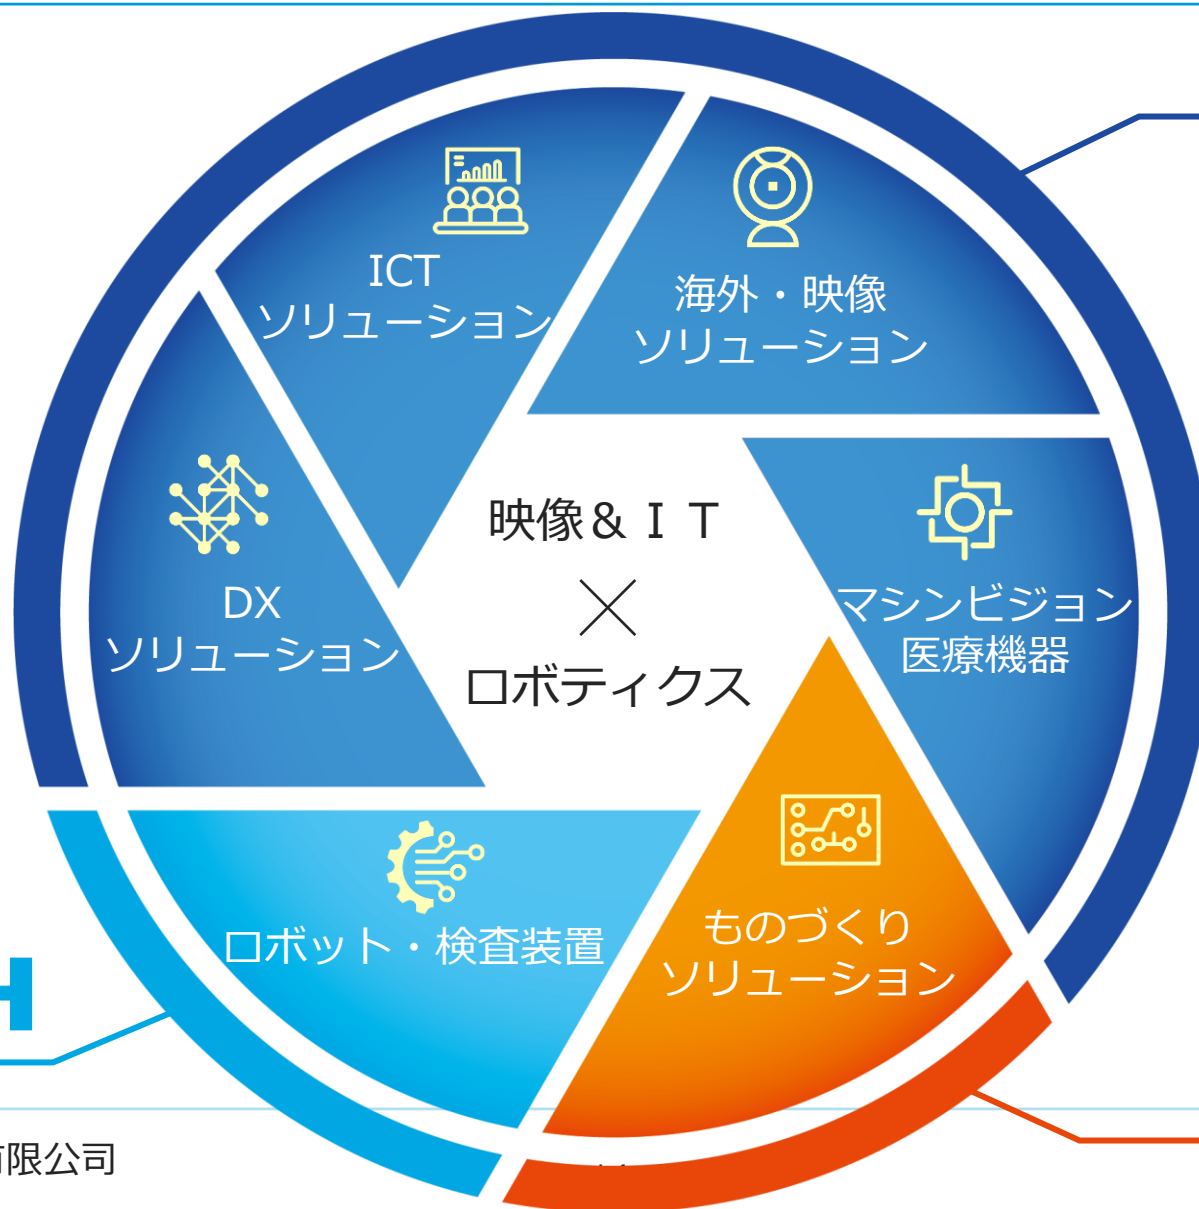 ICT
ソリューション
海外・映像
ソリューション
映像＆ＩＴ
×
ロボティクス
DX
ソリューション
マシンビジョン
医療機器
ロボット・検査装置
ものづくり
ソリューション
限公司